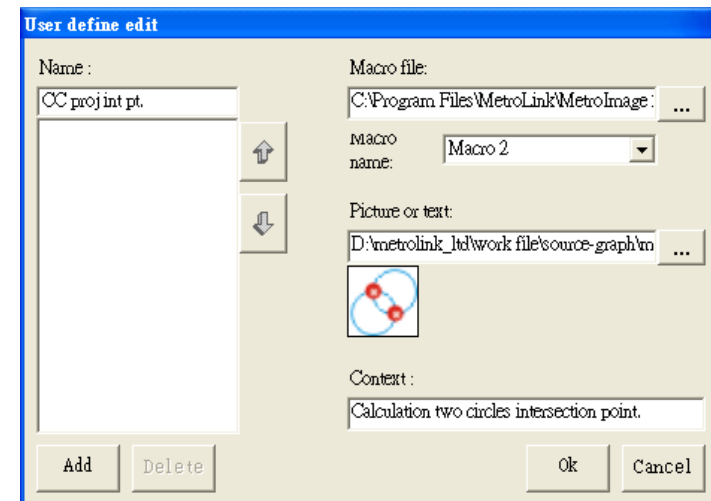 User define edit
Name :
CC proj int pt.
Add
Delete
Macro file:
C:\Program Files\MetroLink\MetroImage
...
Macro
name:
Macro 2
Picture or text:
D:\metrolink_ltd\work file\source-graph\m
...
Context :
Calculation two circles intersection point.
Ok
Cancel